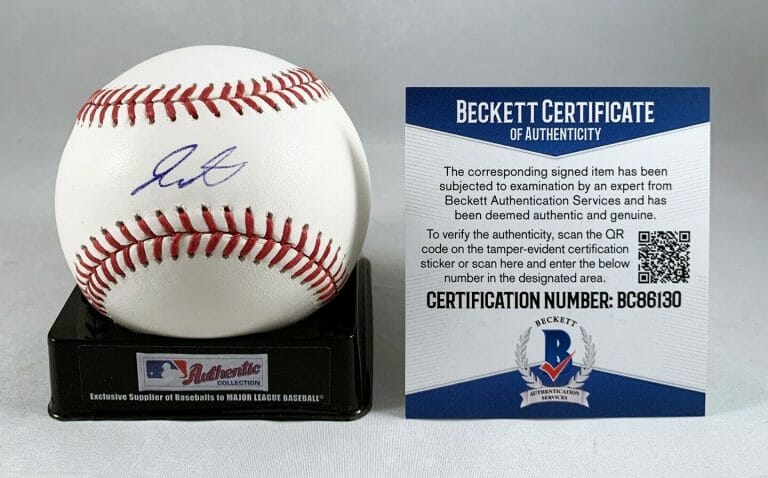 BECKETT CERTIFICATE
OF AUTHENTICITY
The corresponding signed item has been
subjected to examination by an expert from
Beckett Authentication Services and has
been deemed authentic and genuine.
To verify the authenticity, scan the QR
code on the tamper-evident certification
sticker or scan here and enter the below
number in the designated area.
CERTIFICATION NUMBER: BC86130
BECKETT
B
AUTHENTICATION
SERVICES
Authentic
COLLECTION
Exclusive Supplier of Baseballs to MAJOR LEAGUE BASEBALL®